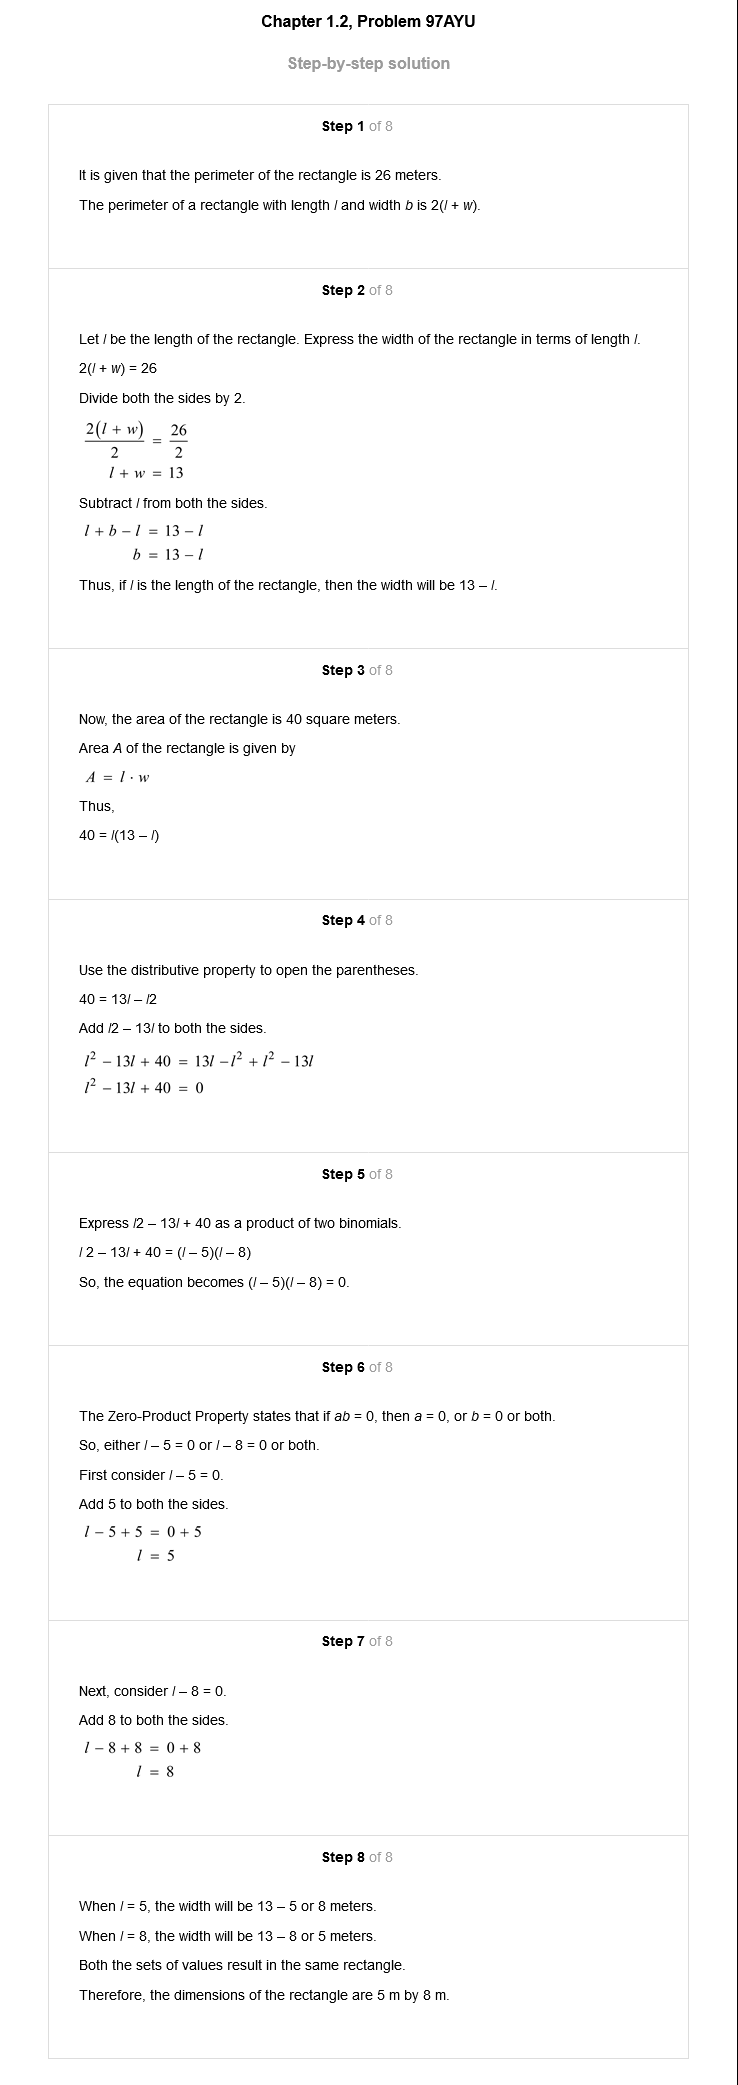 Chapter 1.2, Problem 97AYU
Step-by-step solution
Step 1 of 8
It is given that the perimeter of the rectangle is 26 meters.
The perimeter of a rectangle with length l and width b is 2(l + w).
Step 2 of 8
Let l be the length of the rectangle. Express the width of the rectangle in terms of length l.
2(l + w) = 26
Divide both the sides by 2.
2(l + w)/2 = 26/2
l + w = 13
Subtract l from both the sides.
l + b – l = 13 – l
b = 13 – l
Thus, if l is the length of the rectangle, then the width will be 13 – l.
Step 3 of 8
Now, the area of the rectangle is 40 square meters.
Area A of the rectangle is given by
A = l · w
Thus,
40 = l(13 – l)
Step 4 of 8
Use the distributive property to open the parentheses.
40 = 13l – l2
Add l2 – 13l to both the sides.
l² – 13l + 40 = 13l – l² + l² – 13l
l² – 13l + 40 = 0
Step 5 of 8
Express l2 – 13l + 40 as a product of two binomials.
l 2 – 13l + 40 = (l – 5)(l – 8)
So, the equation becomes (l – 5)(l – 8) = 0.
Step 6 of 8
The Zero-Product Property states that if ab = 0, then a = 0, or b = 0 or both.
So, either l – 5 = 0 or l – 8 = 0 or both.
First consider l – 5 = 0.
Add 5 to both the sides.
l – 5 + 5 = 0 + 5
l = 5
Step 7 of 8
Next, consider l – 8 = 0.
Add 8 to both the sides.
l – 8 + 8 = 0 + 8
l = 8
Step 8 of 8
When l = 5, the width will be 13 – 5 or 8 meters.
When l = 8, the width will be 13 – 8 or 5 meters.
Both the sets of values result in the same rectangle.
Therefore, the dimensions of the rectangle are 5 m by 8 m.